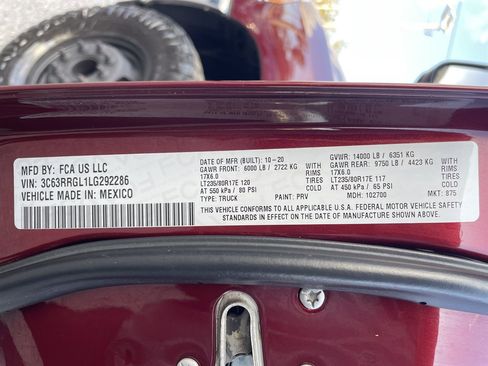 MFD BY: FCA US LLC
VIN: 3C63RRGL1LG292286
VEHICLE MADE IN: MEXICO
DATE OF MFR (BUILT): 10-20
GVWR: 14000 LB / 6351 KG
GAWR FRONT: 6000 LB / 2722 KG
GAWR REAR: 9750 LB / 4423 KG
17X6.0 RIMS
17X6.0 RIMS
LT235/80R17E 120 TIRES
LT235/80R17E 117 TIRES
AT 550 kPa / 80 PSI
AT 450 kPa / 65 PSI
TYPE: TRUCK PAINT: PRV MDH: 102700 MKT: 875
THIS VEHICLE CONFORMS TO ALL APPLICABLE U.S.A. FEDERAL MOTOR VEHICLE SAFETY
STANDARDS IN EFFECT ON THE DATE OF MANUFACTURE SHOWN ABOVE.